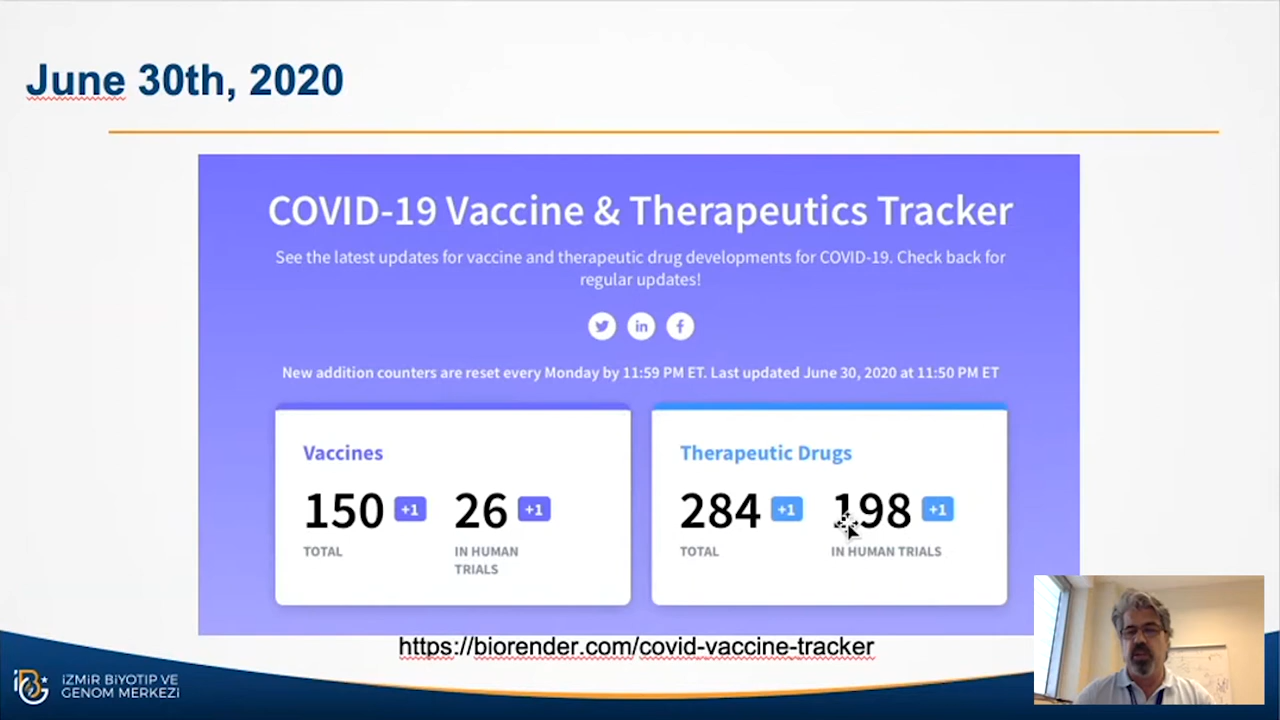 June 30th, 2020
COVID-19 Vaccine & Therapeutics Tracker
See the latest updates for vaccine and therapeutic drug developments for COVID-19. Check back for
regular updates!
New addition counters are reset every Monday by 11:59 PM ET. Last updated June 30, 2020 at 11:50 PM ET
Vaccines
150 +1 26 +1
TOTAL IN HUMAN
TRIALS
Therapeutic Drugs
284 +1 198 +1
TOTAL IN HUMAN TRIALS
https://biorender.com/covid-vaccine-tracker
İZMİR BİYOTIP VE
GENOM MERKEZİ